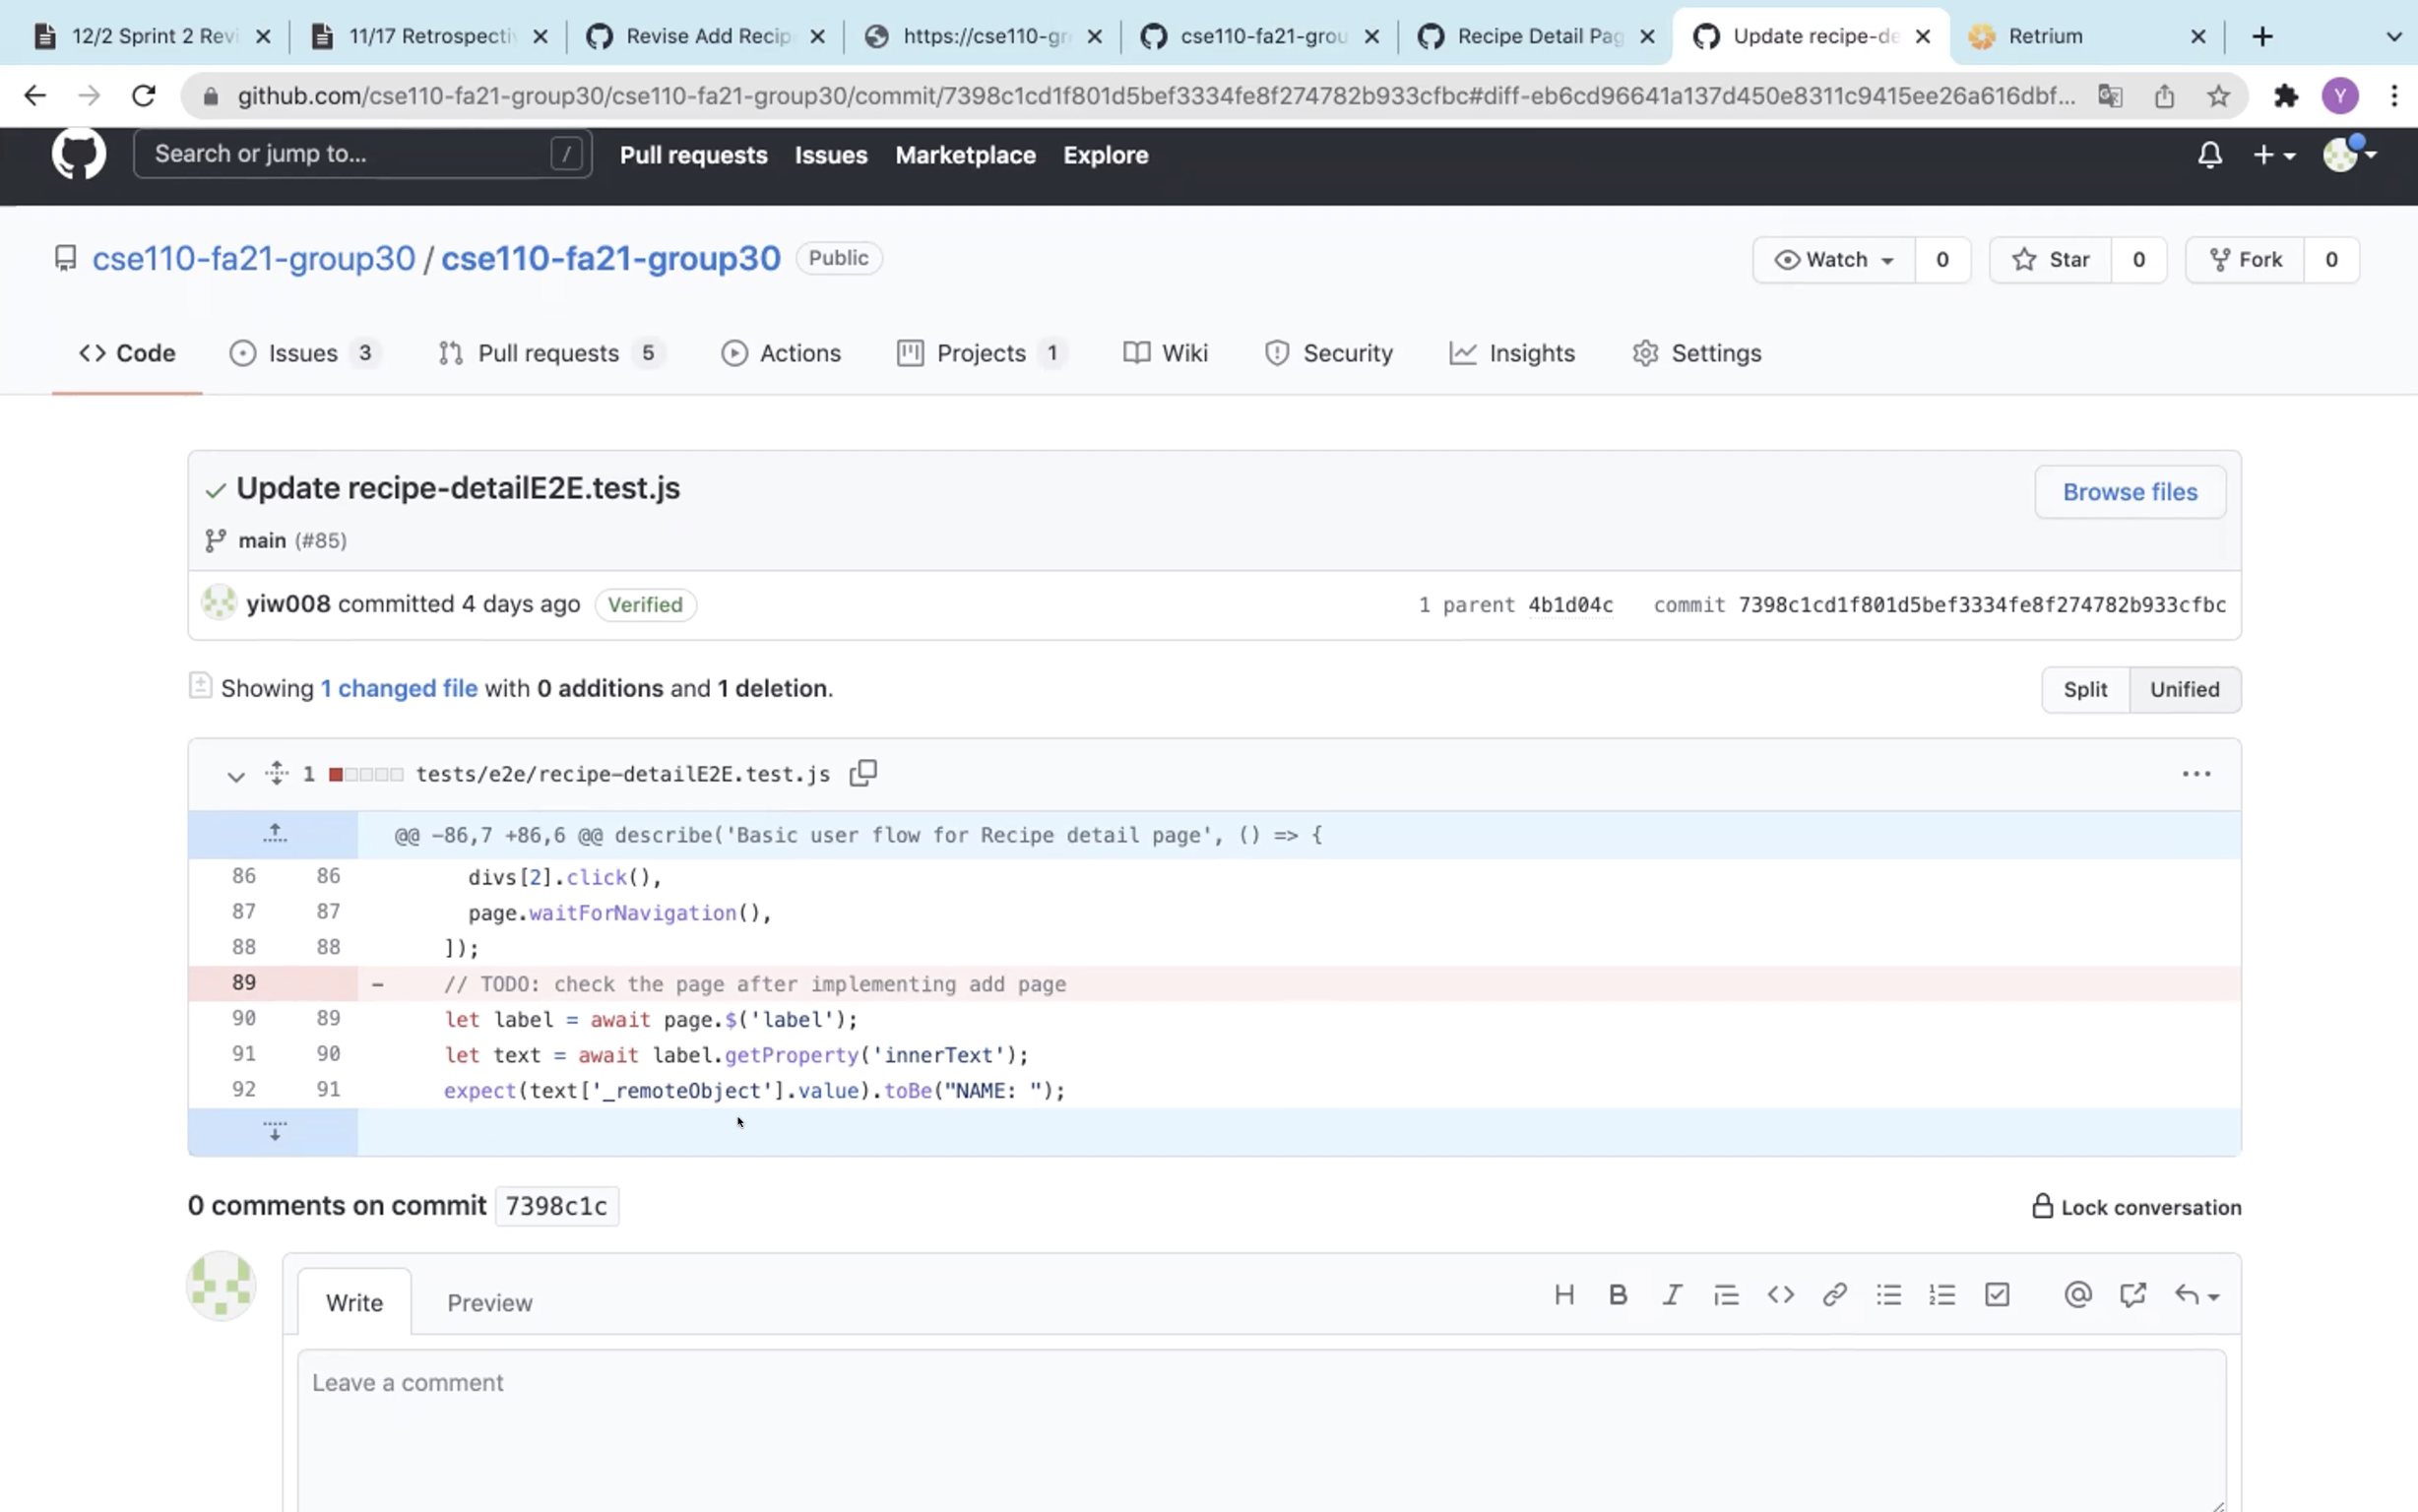 12/2 Sprint 2 Revi
11/17 Retrospectiv
Revise Add Recip
https://cse110-gr
cse110-fa21-grou
Recipe Detail Pag
Update recipe-de
Retrium
github.com/cse110-fa21-group30/cse110-fa21-group30/commit/7398c1cd1f801d5bef3334fe8f274782b933cfbc#diff-eb6cd96641a137d450e8311c9415ee26a616dbf...
Y
Search or jump to...
/
Pull requests
Issues
Marketplace
Explore
cse110-fa21-group30 / cse110-fa21-group30 Public
Watch 0
Star 0
Fork 0
<> Code
Issues 3
Pull requests 5
Actions
Projects 1
Wiki
Security
Insights
Settings
Update recipe-detailE2E.test.js
Browse files
main (#85)
yiw008 committed 4 days ago Verified
1 parent 4b1d04c commit 7398c1cd1f801d5bef3334fe8f274782b933cfbc
Showing 1 changed file with 0 additions and 1 deletion.
Split
Unified
1 tests/e2e/recipe-detailE2E.test.js
@@ -86,7 +86,6 @@ describe('Basic user flow for Recipe detail page', () => {
86 86 divs[2].click(),
87 87 page.waitForNavigation(),
88 88 ]);
89 - // TODO: check the page after implementing add page
90 89 let label = await page.$('label');
91 90 let text = await label.getProperty('innerText');
92 91 expect(text['_remoteObject'].value).toBe("NAME: ");
0 comments on commit 7398c1c
Lock conversation
Write
Preview
Leave a comment